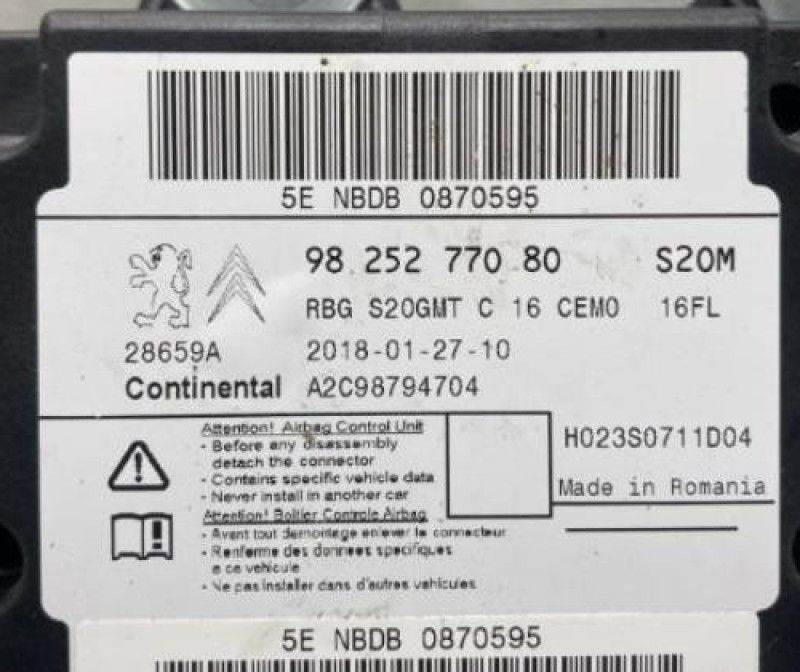 5E NBDB 0870595
98 252 770 80 S20M
RBG S20GMT C 16 CEM0 16FL
28659A 2018-01-27-10
Continental A2C98794704
Attention! Airbag Control Unit
- Before any disassembly
detach the connector
- Contains specific vehicle data
- Never install in another car
Attention! Boitier Controle Airbag
- Avant tout demontage enlever le connecteur
- Renferme des donnees specifiques
a ce vehicule
- Ne pas installer dans d'autres vehicules
H023S0711D04
Made in Romania
5E NBDB 0870595